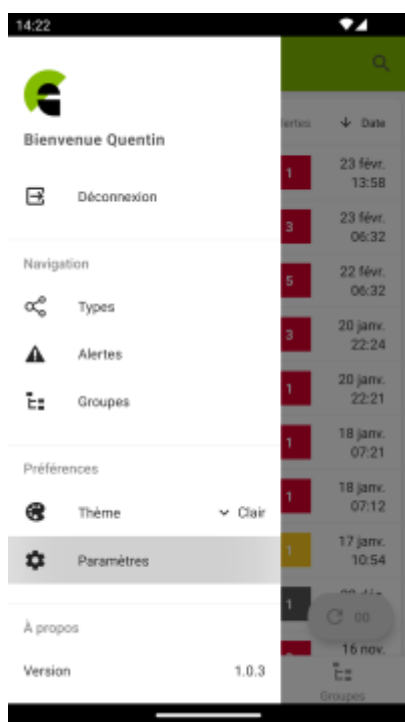 14:22
Bienvenue Quentin
Déconnexion
Navigation
Types
Alertes
Groupes
Préférences
Thème
Clair
Paramètres
À propos
Version
1.0.3
lertes
Date
1
23 févr.
13:58
3
23 févr.
06:32
5
22 févr.
06:32
3
20 janv.
22:24
1
20 janv.
22:21
1
18 janv.
07:21
1
18 janv.
07:12
1
17 janv.
10:54
1
00
16 nov.
Groupes